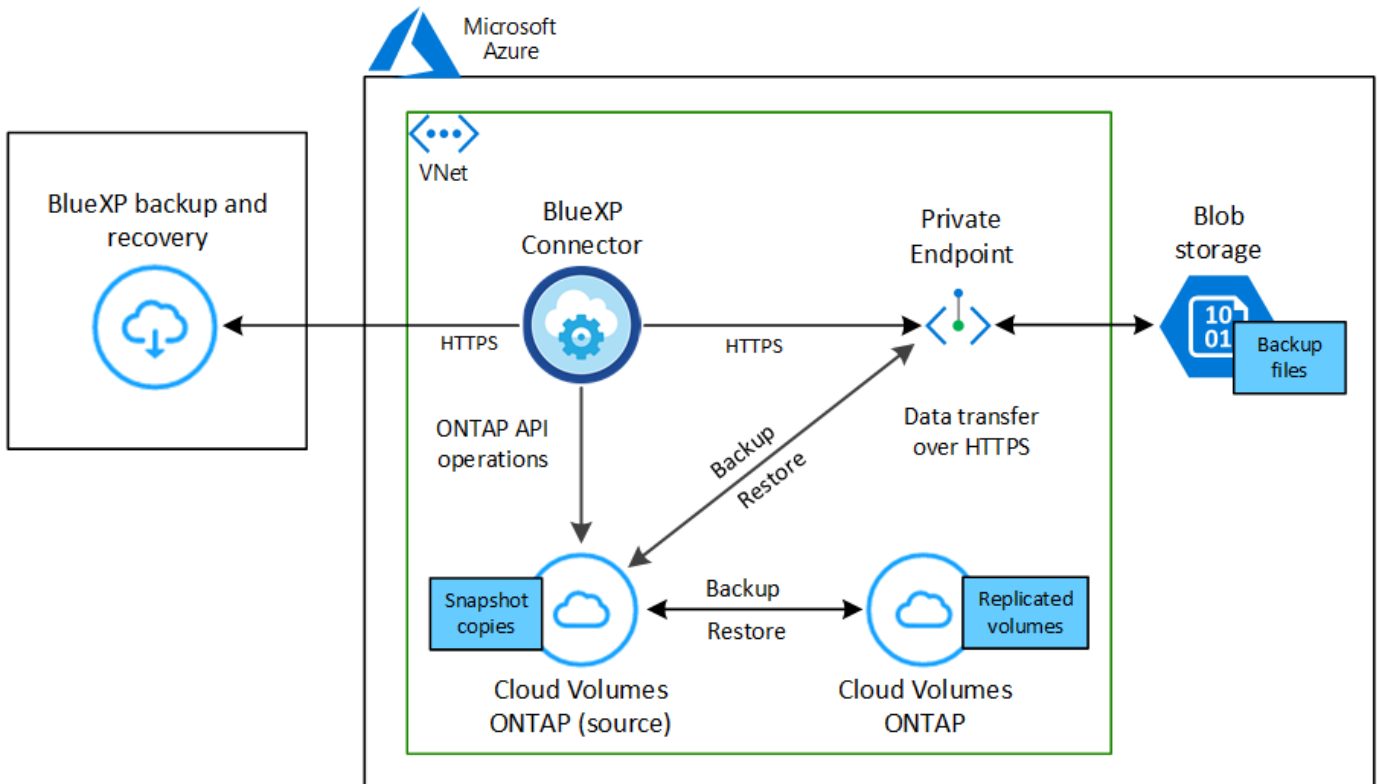 Microsoft
Azure
VNet
BlueXP backup and
recovery
BlueXP
Connector
Private
Endpoint
Blob
storage
HTTPS
HTTPS
10
01
Backup
files
ONTAP API
operations
Backup
Restore
Data transfer
over HTTPS
Snapshot
copies
Backup
Restore
Replicated
volumes
Cloud Volumes
ONTAP (source)
Cloud Volumes
ONTAP